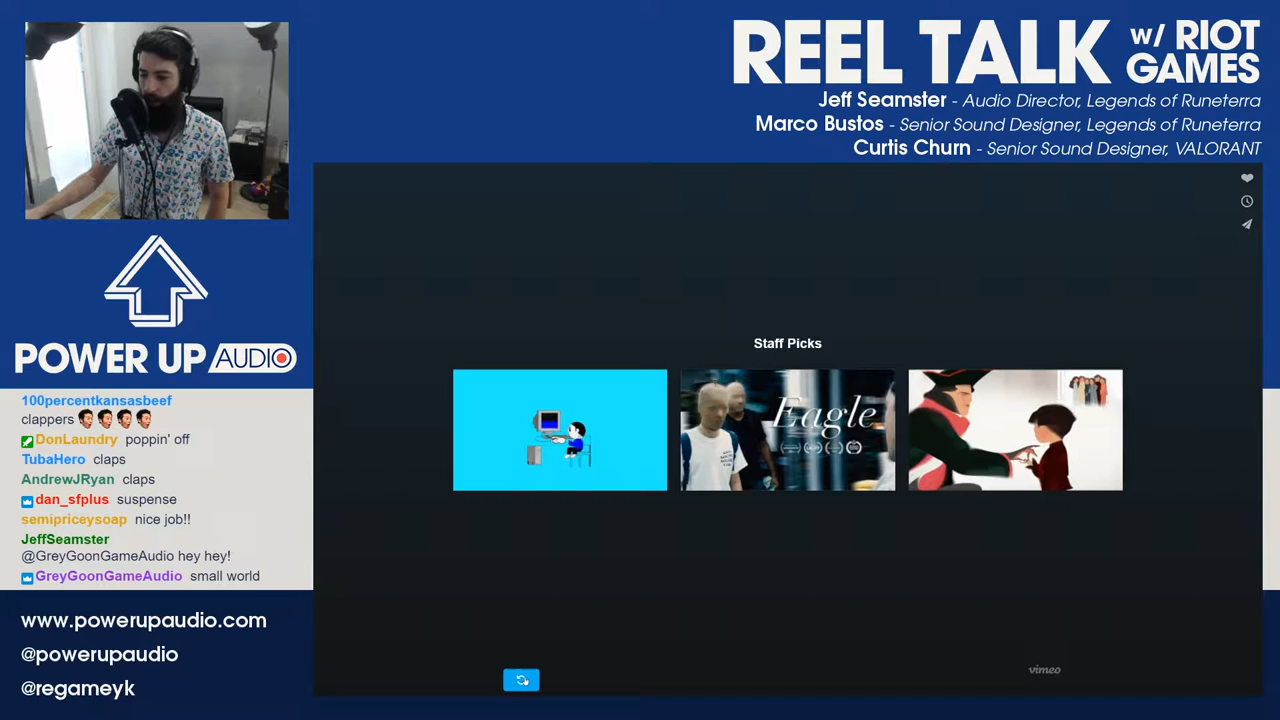 REEL TALK w/ RIOT GAMES
Jeff Seamster - Audio Director, Legends of Runeterra
Marco Bustos - Senior Sound Designer, Legends of Runeterra
Curtis Churn - Senior Sound Designer, VALORANT
POWER UP AUDIO
100percentkansasbeef
clappers
DonLaundry poppin' off
TubaHero claps
AndrewJRyan claps
dan_sfplus suspense
semipriceysoap nice job!!
JeffSeamster
@GreyGoonGameAudio hey hey!
GreyGoonGameAudio small world
www.powerupaudio.com
@powerupaudio
@regameyk
Staff Picks
Eagle
vimeo